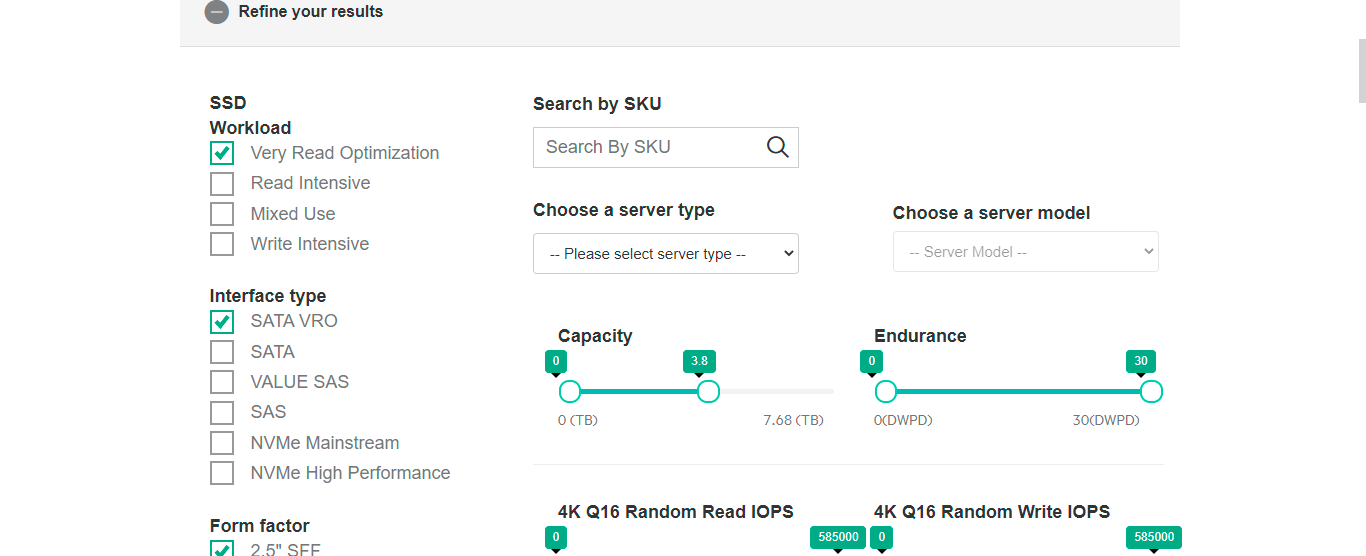 Refine your results
SSD
Workload
Very Read Optimization
Read Intensive
Mixed Use
Write Intensive
Interface type
SATA VRO
SATA
VALUE SAS
SAS
NVMe Mainstream
NVMe High Performance
Form factor
2.5" SFF
Search by SKU
Search By SKU
Choose a server type
-- Please select server type --
Choose a server model
-- Server Model --
Capacity
0 3.8
0 (TB) 7.68 (TB)
Endurance
0 30
0(DWPD) 30(DWPD)
4K Q16 Random Read IOPS
0 585000
4K Q16 Random Write IOPS
0 585000